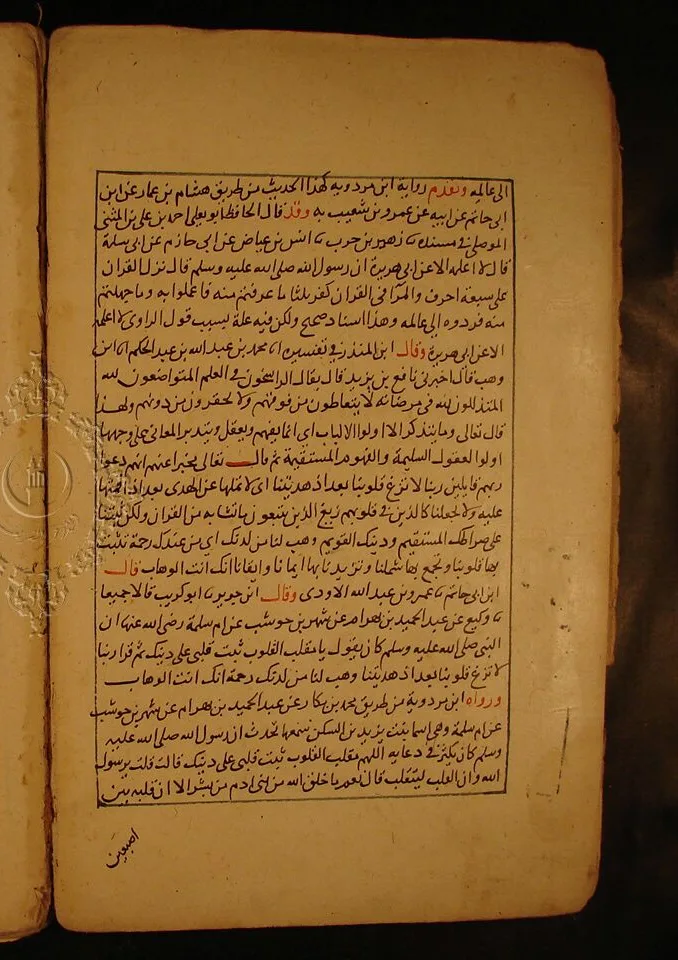 الى عالمه وتقدم رواية ابن مردويه لهذا الحديث من طريق هشام بن عمار عن ابن
ابي حاتم عن ابيه عن عمرو بن شعيب به وقد قال الحافظ ابو يعلى احمد بن علي بن المثنى
الموصلي في مسنده ثنا زهير بن حرب ثنا انس بن عياض عن ابي حازم عن ابي سلمة
قال لا اعلمه الا عن ابي هريرة ان رسول الله صلى الله عليه وسلم قال نزل القران
على سبعة احرف والمرآ في القران كفر ثلثا ما عرفتم منه فاعملوا به وما جهلتم
منه فردوه الى عالمه وهذا اسناد صحيح ولكن فيه علة بسبب قول الراوي لا اعلمه
الا عن ابي هريرة وقال ابن المنذر في تفسيره انا محمد بن عبد الله بن عبد الحكم انا ابن
وهب قال اخبرني نافع بن يزيد قال يقال الراسخون في العلم المتواضعون لله
المتذللون لله في مرضاته لا يتعاطون من فوقهم ولا يحقرون من دونهم ولهذا
قال تعالى وما يتذكر الا اولوا الالباب اي انما يفهم ويعقل ويتدبر المعاني على وجهها
اولوا العقول السليمة والفهوم المستقيمة ثم قال تعالى مخبرا عنهم انهم دعوا
ربهم قايلين ربنا لا تزغ قلوبنا بعد اذ هديتنا اي لا تملها عن الهدى بعد اذ اقمتها
عليه ولا تجعلنا كالذين في قلوبهم زيغ الذين يتبعون ما تشابه من القران ولكن ثبتنا
على صراطك المستقيم ودينك القويم وهب لنا من لدنك اي من عندك رحمة تثبت
بها قلوبنا وتجمع بها شملنا وتزيدنا بها ايمانا وايقانا انك انت الوهاب قال
ابن ابي حاتم ثنا عمرو بن عبد الله الاودي وقال ابن جرير ثنا ابو كريب قالا جميعا
ثنا وكيع عن عبد الحميد بن بهرام عن شهر بن حوشب عن ام سلمة رضي الله عنها ان
النبي صلى الله عليه وسلم كان يقول يا مقلب القلوب ثبت قلبي على دينك ثم قرا ربنا
لا تزغ قلوبنا بعد اذ هديتنا وهب لنا من لدنك رحمة انك انت الوهاب
ورواه ابن مردوية من طريق محمد بن بكار عن عبد الحميد بن بهرام عن شهر بن حوشب
عن ام سلمة وهي اسما بنت يزيد بن السكن سمعها تحدث ان رسول الله صلى الله عليه
وسلم كان يكثر في دعايه اللهم مقلب القلوب ثبت قلبي على دينك قالت قلت يرسول
الله وان القلب ليتقلب قال نعم ما خلق الله من بني ادم من بشر الا ان قلبه بين
اصبعين